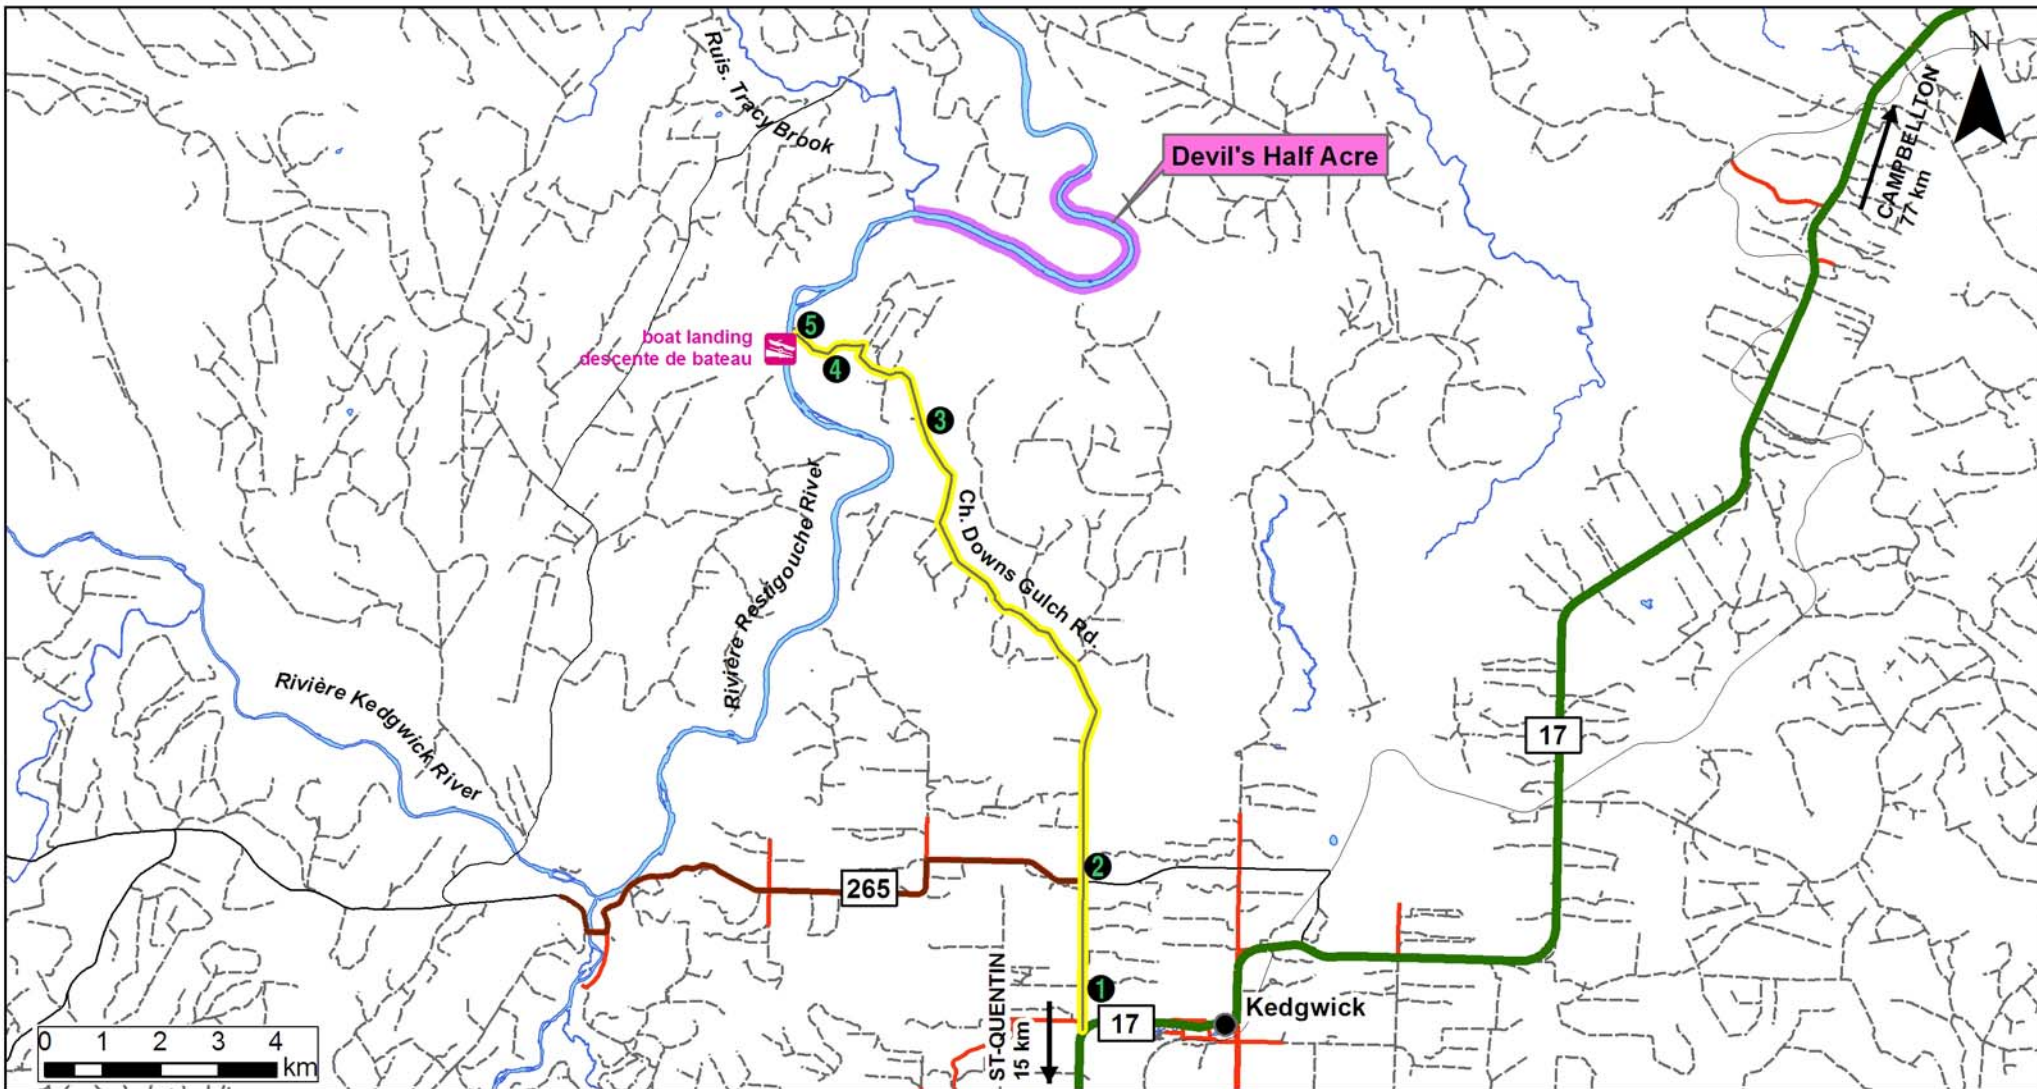 Ruis. Tracy Brook
Devil's Half Acre
N
CAMPBELLTON
77 km
boat landing
descente de bateau
5
4
3
Ch. Downs Gulch Rd.
Rivière Restigouche River
Rivière Kedgwick River
17
2
265
1
17
Kedgwick
ST-QUENTIN
15 km
0 1 2 3 4
km